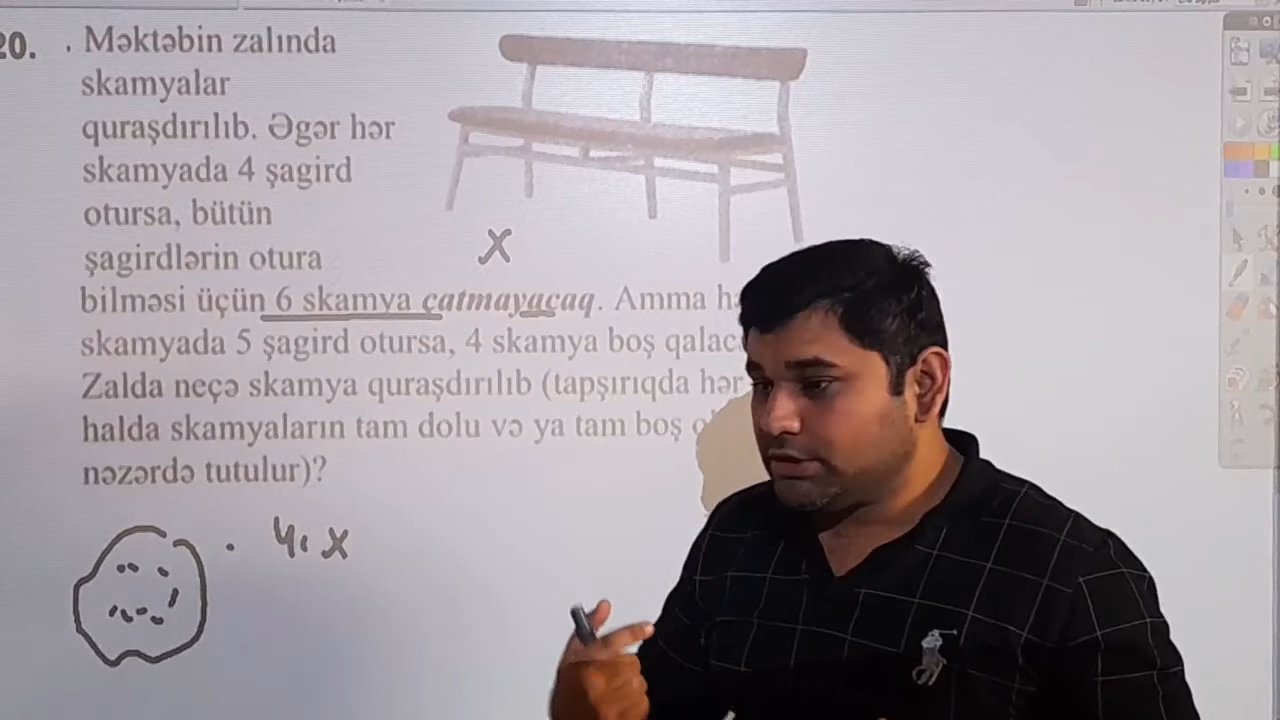 20. . Məktəbin zalında
skamyalar
quraşdırılıb. Əgər hər
skamyada 4 şagird
otursa, bütün
şagirdlərin otura
bilməsi üçün 6 skamya çatmayacaq. Amma
skamyada 5 şagird otursa, 4 skamya boş
Zalda neçə skamya quraşdırılıb (tapşırıqda hər
halda skamyaların tam dolu və ya tam boş
nəzərdə tutulur)?
x
4. x